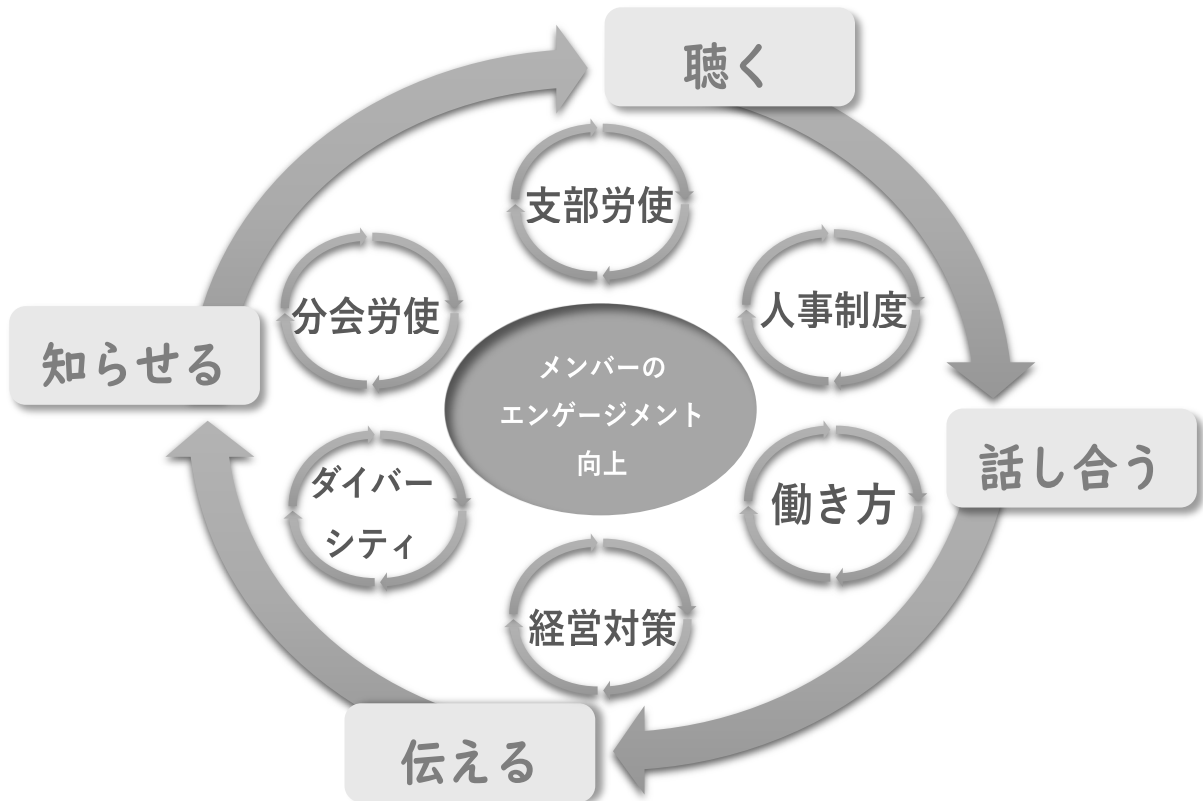 聴く
支部労使
分会労使
人事制度
知らせる
メンバーの
エンゲージメント
向上
話し合う
ダイバー
シティ
働き方
経営対策
伝える